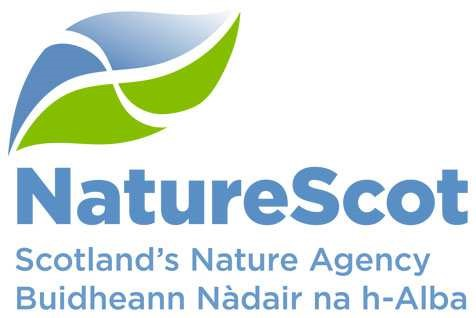 NatureScot
Scotland's Nature Agency
Buidheann Nàdair na h-Alba